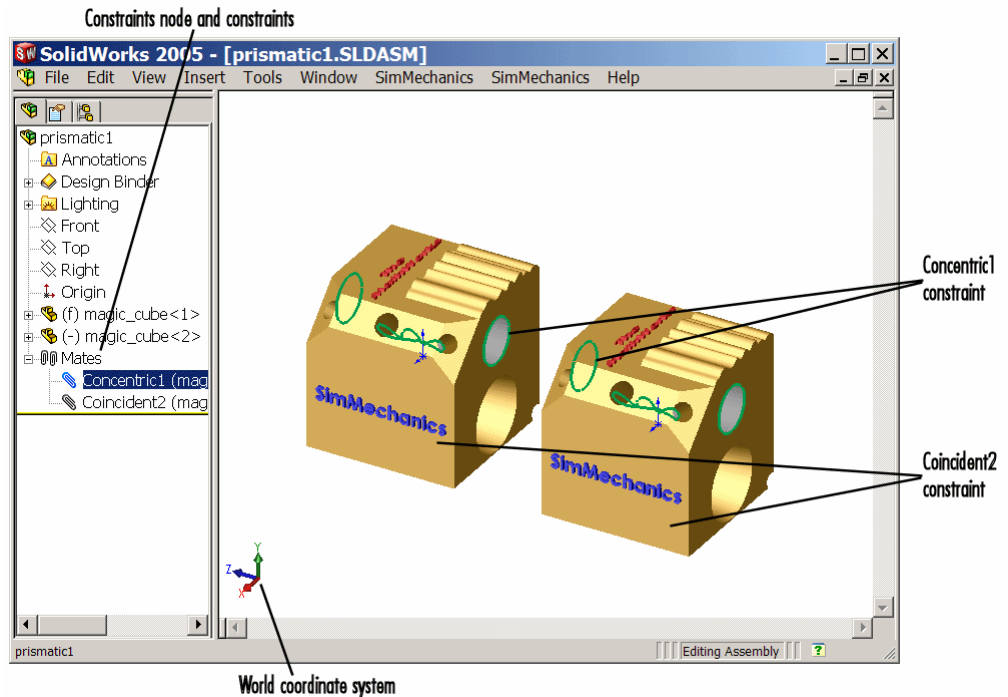 Constraints node and constraints
SolidWorks 2005 - [prismatic1.SLDASM]
File Edit View Insert Tools Window SimMechanics SimMechanics Help
prismatic1
A Annotations
Design Binder
Lighting
Front
Top
Right
Origin
(f) magic_cube<1>
(-) magic_cube<2>
Mates
Concentric1 (mag
Coincident2 (mag
Concentric1
constraint
SimMechanics
SimMechanics
Coincident2
constraint
Y
Z
X
prismatic1
Editing Assembly
?
World coordinate system